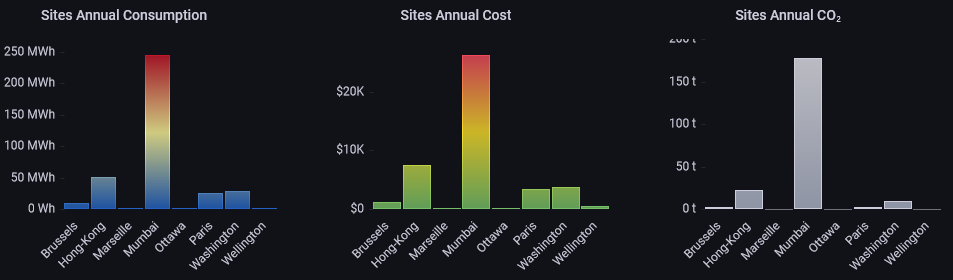 Sites Annual Consumption
250 MWh
200 MWh
150 MWh
100 MWh
50 MWh
0 Wh
Brussels
Hong-Kong
Marseille
Mumbai
Ottawa
Paris
Washington
Wellington
Sites Annual Cost
$20K
$10K
$0
Brussels
Hong-Kong
Marseille
Mumbai
Ottawa
Paris
Washington
Wellington
Sites Annual CO₂
200 t
150 t
100 t
50 t
0 t
Brussels
Hong-Kong
Marseille
Mumbai
Ottawa
Paris
Washington
Wellington